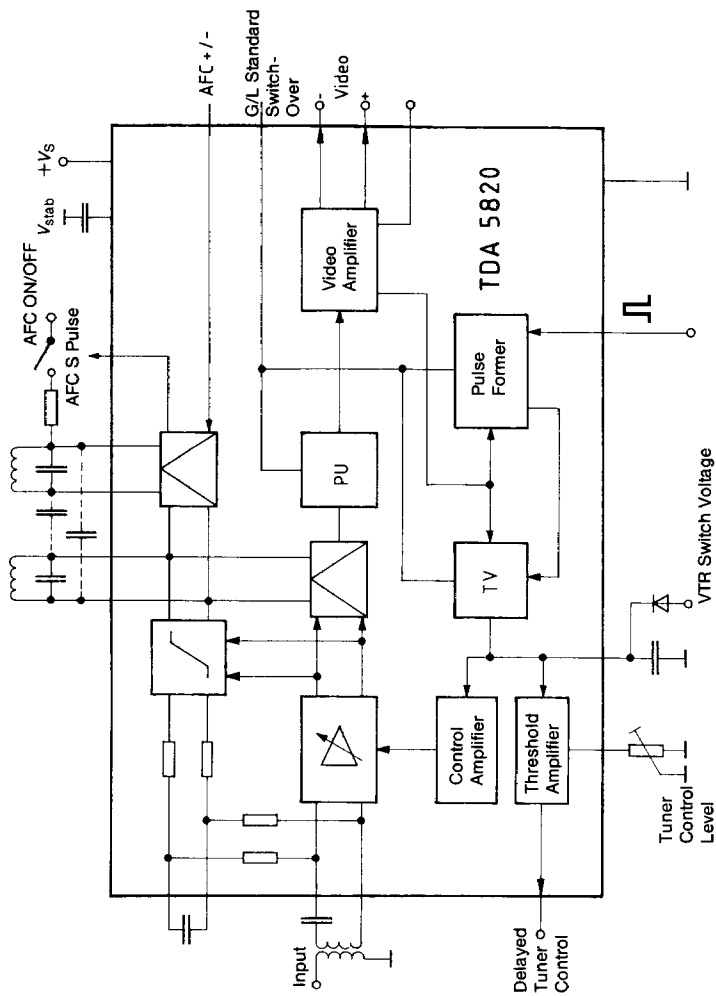 AFC ON/OFF
AFC S Pulse
Vstab
+VS
AFC +/-
G/L Standard
Switch-
Over
-
Video
+
Video
Amplifier
PU
TDA 5820
Pulse
Former
TV
Control
Amplifier
Threshold
Amplifier
Input
Delayed
Tuner
Control
Tuner
Control
Level
VTR Switch Voltage